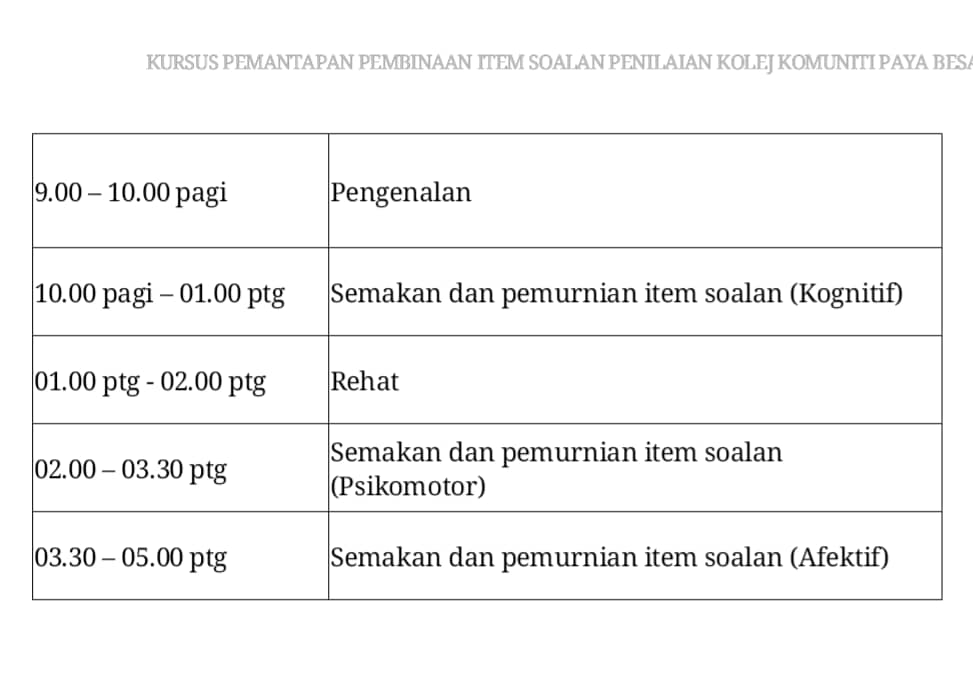 KURSUS PEMANTAPAN PEMBINAAN ITEM SOALAN PENILAIAN KOLEJ KOMUNITI PAYA
9.00 – 10.00 pagi Pengenalan
10.00 pagi – 01.00 ptg Semakan dan pemurnian item soalan (Kognitif)
01.00 ptg - 02.00 ptg Rehat
02.00 – 03.30 ptg Semakan dan pemurnian item soalan
(Psikomotor)
03.30 – 05.00 ptg Semakan dan pemurnian item soalan (Afektif)